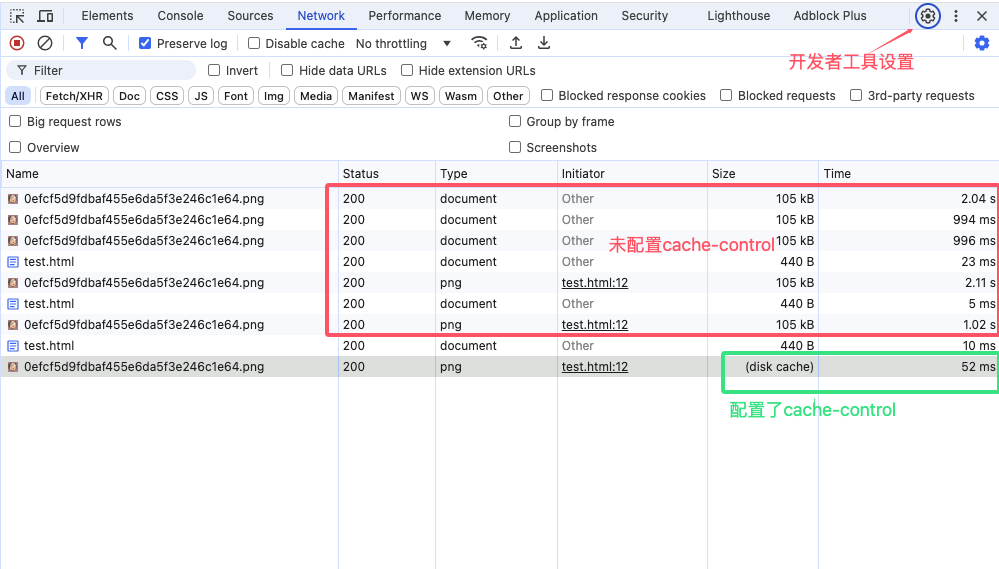 Elements Console Sources Network Performance Memory Application Security Lighthouse Adblock Plus
Preserve log Disable cache No throttling
开发者工具设置
Filter Invert Hide data URLs Hide extension URLs
All Fetch/XHR Doc CSS JS Font Img Media Manifest WS Wasm Other Blocked response cookies Blocked requests 3rd-party requests
Big request rows Group by frame
Overview Screenshots
Name Status Type Initiator Size Time
0efcf5d9fdbaf455e6da5f3e246c1e64.png 200 document Other 105 kB 2.04 s
0efcf5d9fdbaf455e6da5f3e246c1e64.png 200 document Other 105 kB 994 ms
0efcf5d9fdbaf455e6da5f3e246c1e64.png 200 document Other 105 kB 996 ms
未配置cache-control
test.html 200 document Other 440 B 23 ms
0efcf5d9fdbaf455e6da5f3e246c1e64.png 200 png test.html:12 105 kB 2.11 s
test.html 200 document Other 440 B 5 ms
0efcf5d9fdbaf455e6da5f3e246c1e64.png 200 png test.html:12 105 kB 1.02 s
test.html 200 document Other 440 B 10 ms
0efcf5d9fdbaf455e6da5f3e246c1e64.png 200 png test.html:12 (disk cache) 52 ms
配置了cache-control